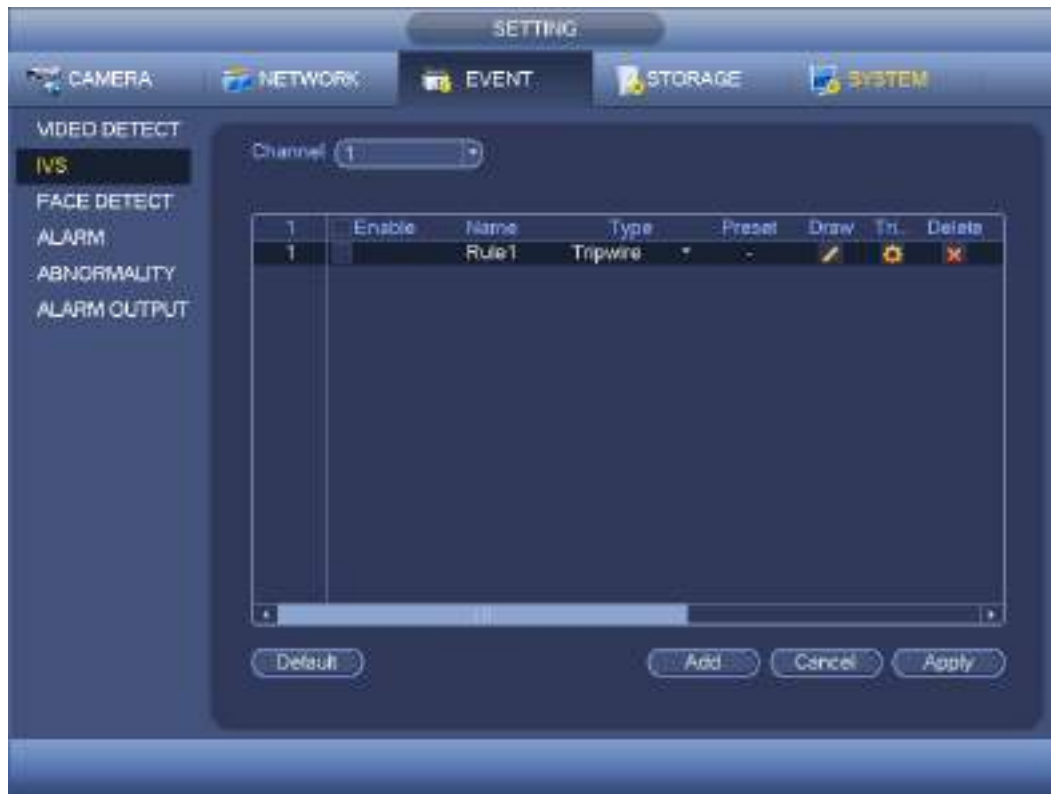 SETTING
CAMERA NETWORK EVENT STORAGE SYSTEM
VIDEO DETECT
IVS
FACE DETECT
ALARM
ABNORMALITY
ALARM OUTPUT
Channel 1
1 Enable Name Type Preset Draw Tri.. Delete
1 Rule1 Tripwire -
Default Add Cancel Apply